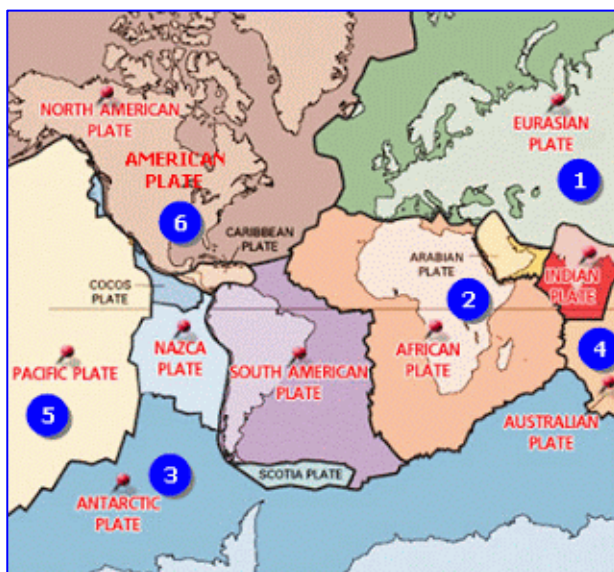 NORTH AMERICAN
PLATE
EURASIAN
PLATE
AMERICAN
PLATE
1
6
CARIBBEAN
PLATE
ARABIAN
PLATE
INDIAN
PLATE
COCOS
PLATE
2
NAZCA
PLATE
AFRICAN
PLATE
4
PACIFIC PLATE
SOUTH AMERICAN
PLATE
5
AUSTRALIAN
PLATE
3
SCOTIA PLATE
ANTARCTIC
PLATE